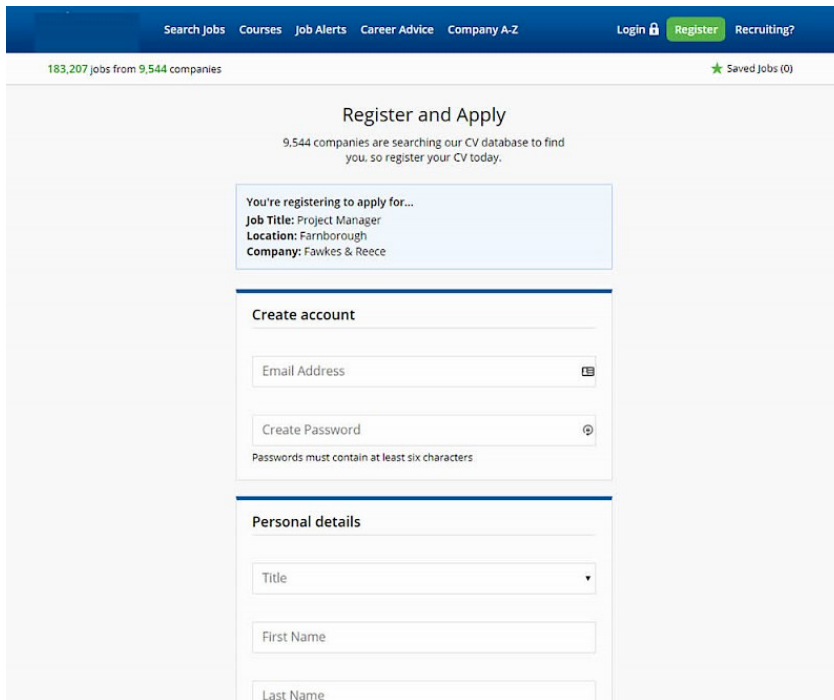 Search Jobs Courses Job Alerts Career Advice Company A-Z Login Register Recruiting?
183,207 jobs from 9,544 companies Saved Jobs (0)
Register and Apply
9,544 companies are searching our CV database to find
you, so register your CV today.
You're registering to apply for...
Job Title: Project Manager
Location: Farnborough
Company: Fawkes & Reece
Create account
Email Address
Create Password
Passwords must contain at least six characters
Personal details
Title
First Name
Last Name